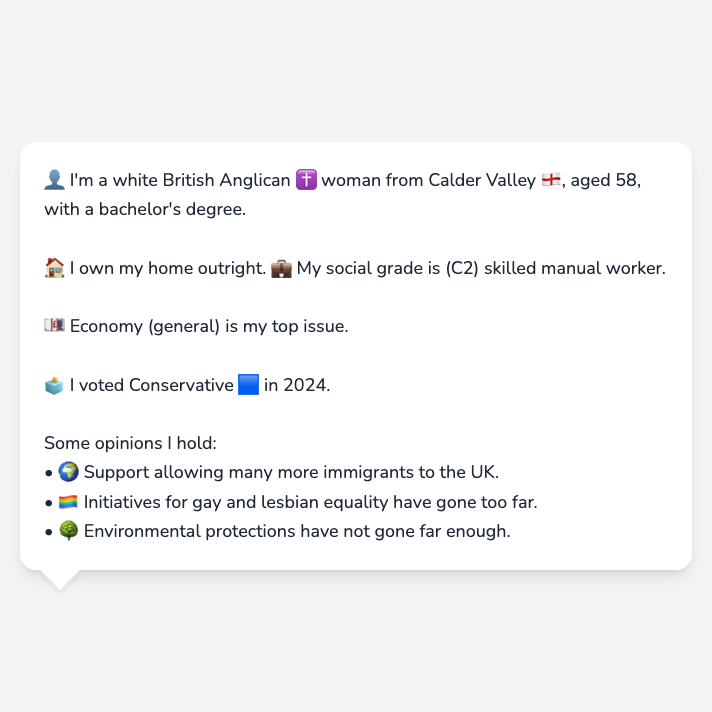 👤 I'm a white British Anglican ✝️ woman from Calder Valley 🏴󠁧󠁢󠁥󠁮󠁧󠁿, aged 58,
with a bachelor's degree.
🏠 I own my home outright. 💼 My social grade is (C2) skilled manual worker.
💷 Economy (general) is my top issue.
🗳️ I voted Conservative 🟦 in 2024.
Some opinions I hold:
• 🌍 Support allowing many more immigrants to the UK.
• 🏳️‍🌈 Initiatives for gay and lesbian equality have gone too far.
• 🌳 Environmental protections have not gone far enough.